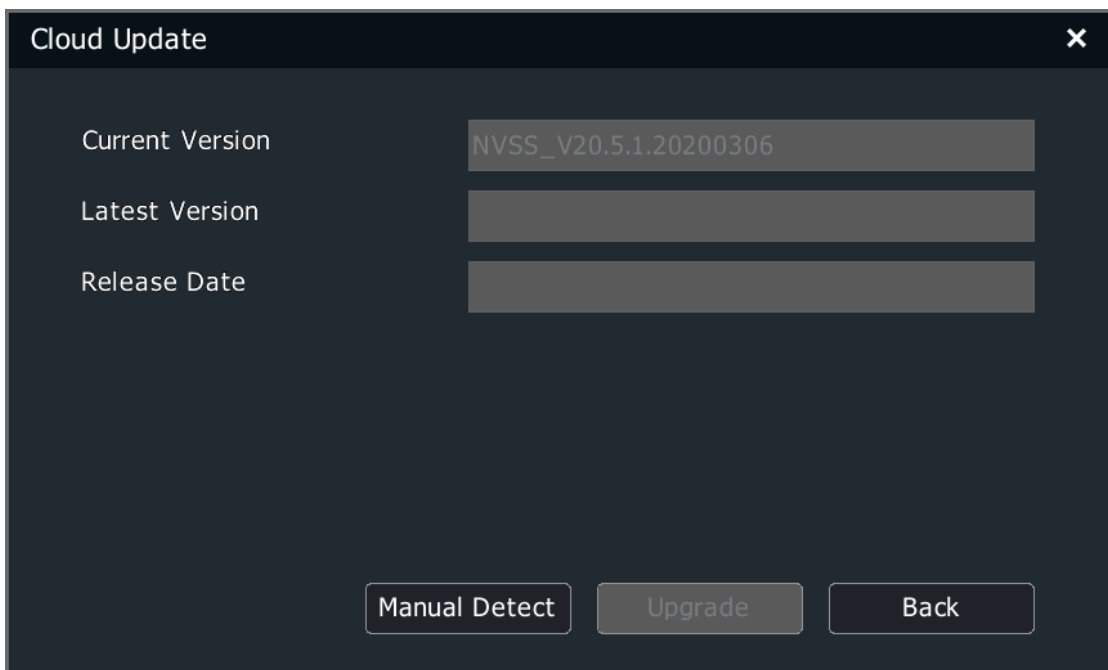 Cloud Update ×
Current Version NVSS_V20.5.1.20200306
Latest Version
Release Date
Manual Detect Upgrade Back